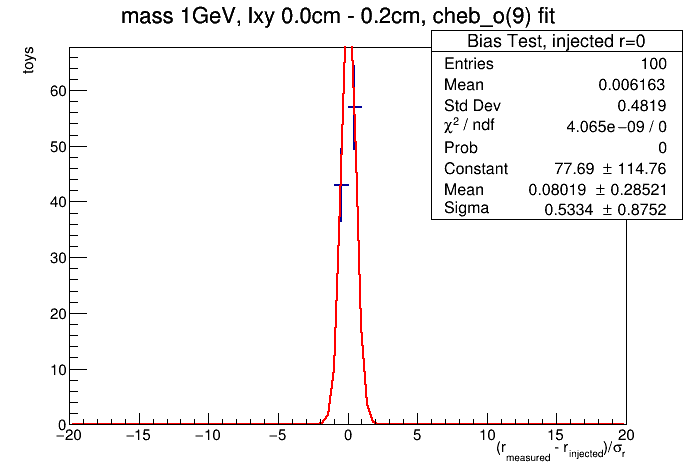 mass 1GeV, lxy 0.0cm - 0.2cm, cheb_o(9) fit
Bias Test, injected r=0
Entries 100
Mean 0.006163
Std Dev 0.4819
χ² / ndf 4.065e−09 / 0
Prob 0
Constant 77.69 ± 114.76
Mean 0.08019 ± 0.28521
Sigma 0.5334 ± 0.8752
toys
60
50
40
30
20
10
0
−20 −15 −10 −5 0 5 10 15 20
(r_measured - r_injected)/σ_r